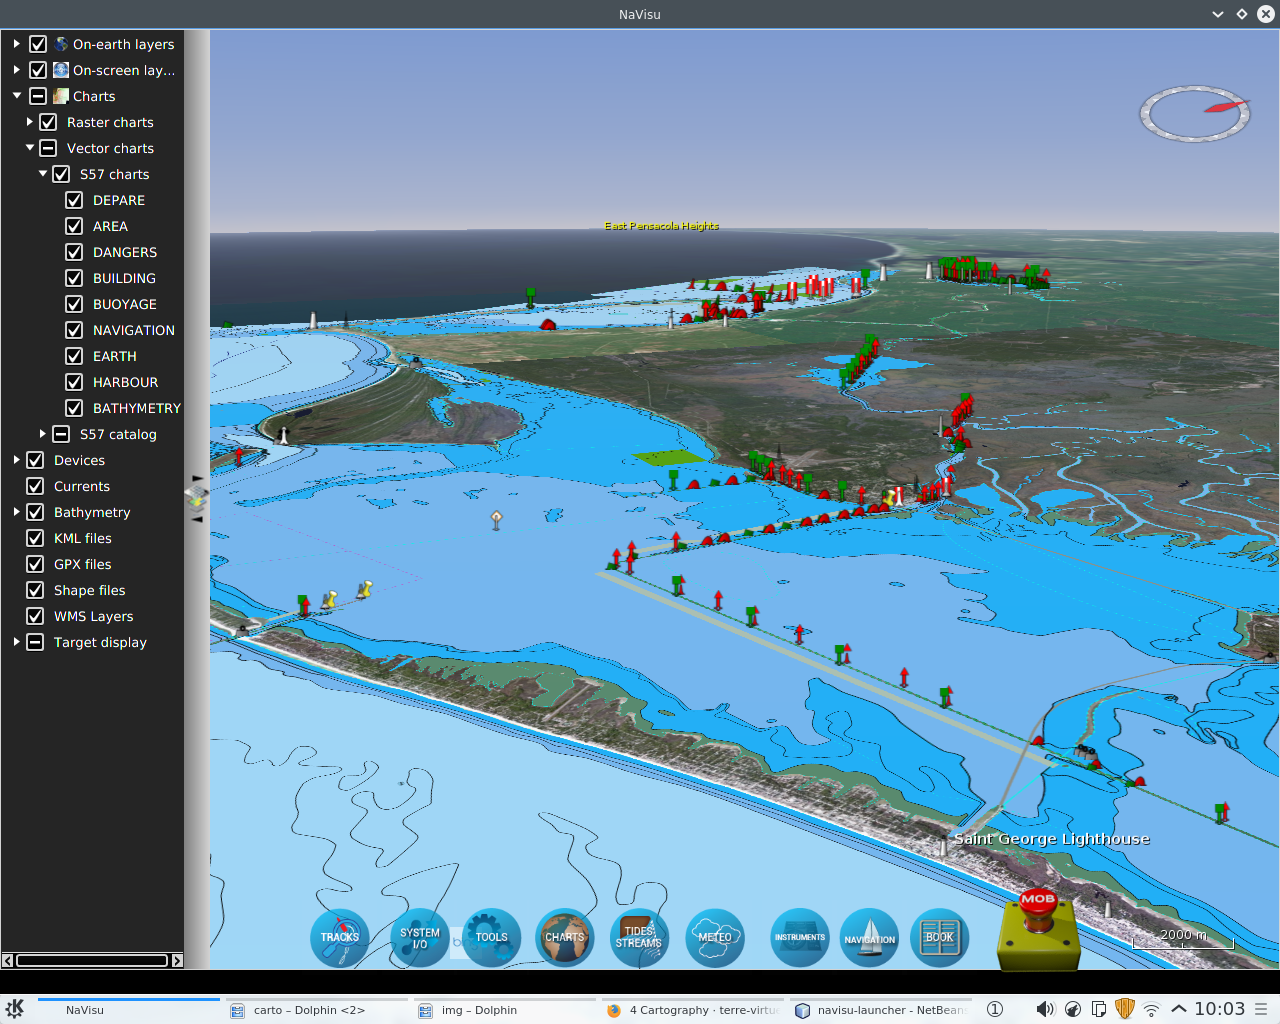 NaVisu
On-earth layers
On-screen lay...
Charts
Raster charts
Vector charts
S57 charts
DEPARE
AREA
DANGERS
BUILDING
BUOYAGE
NAVIGATION
EARTH
HARBOUR
BATHYMETRY
S57 catalog
Devices
Currents
Bathymetry
KML files
GPX files
Shape files
WMS Layers
Target display
East Pensacola Heights
Saint George Lighthouse
MOB
2000 m
TRACKS
SYSTEM
I/O
TOOLS
CHARTS
TIDES
STREAMS
METEO
INSTRUMENTS
NAVIGATION
BOOK
NaVisu
carto – Dolphin <2>
img – Dolphin
4 Cartography · terre-virtu
navisu-launcher - NetBean
1
10:03